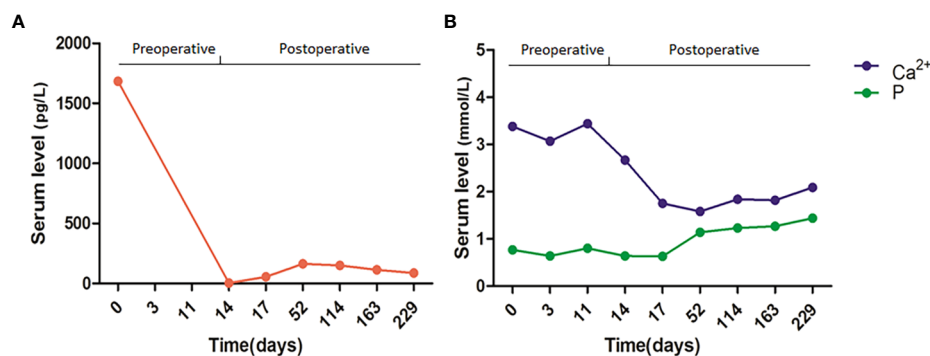 A
Preoperative Postoperative
Serum level (pg/L)
2000
1500
1000
500
0
0 3 11 14 17 52 114 163 229
Time(days)
B
Preoperative Postoperative
Serum level (mmol/L)
5
4
3
2
1
0
0 3 11 14 17 52 114 163 229
Time(days)
Ca²⁺
P